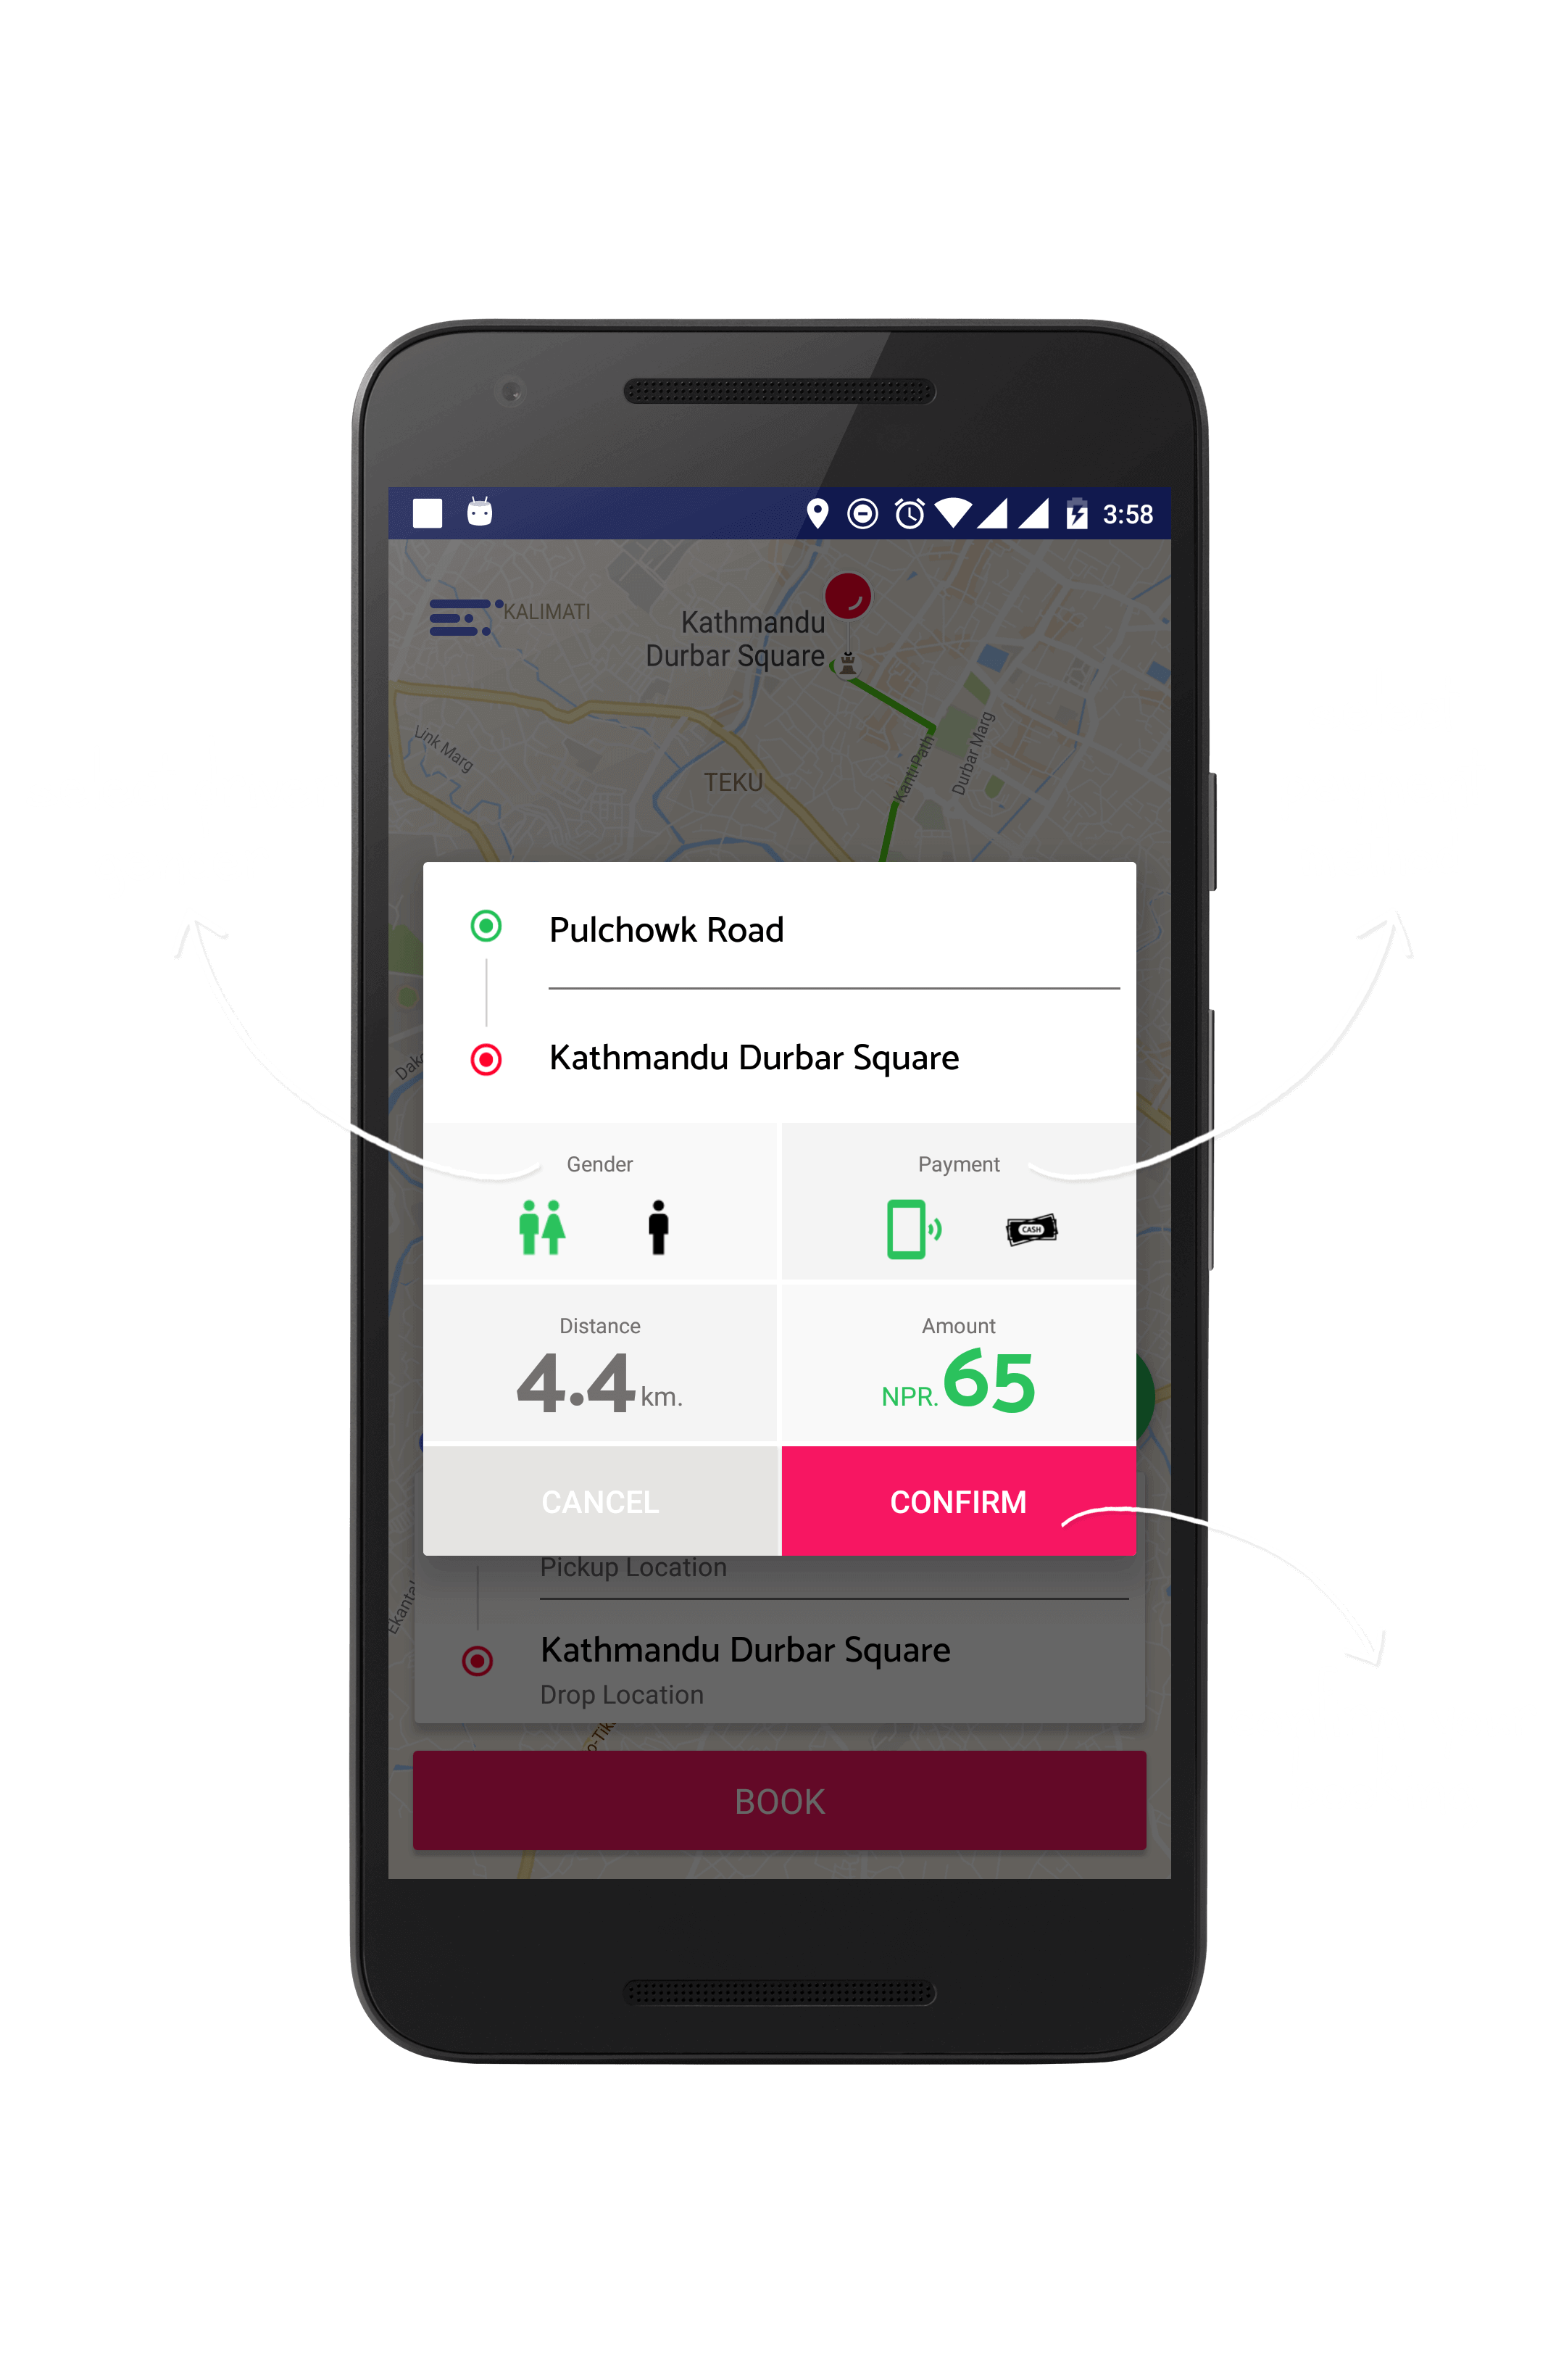 3:58
KALIMATI
Kathmandu
Durbar Square
Link Marg
TEKU
Kanti Path
Durbar Marg
Pulchowk Road
Kathmandu Durbar Square
Gender
Payment
CASH
Distance
4.4 km.
Amount
NPR. 65
CANCEL
CONFIRM
Pickup Location
Kathmandu Durbar Square
Drop Location
BOOK